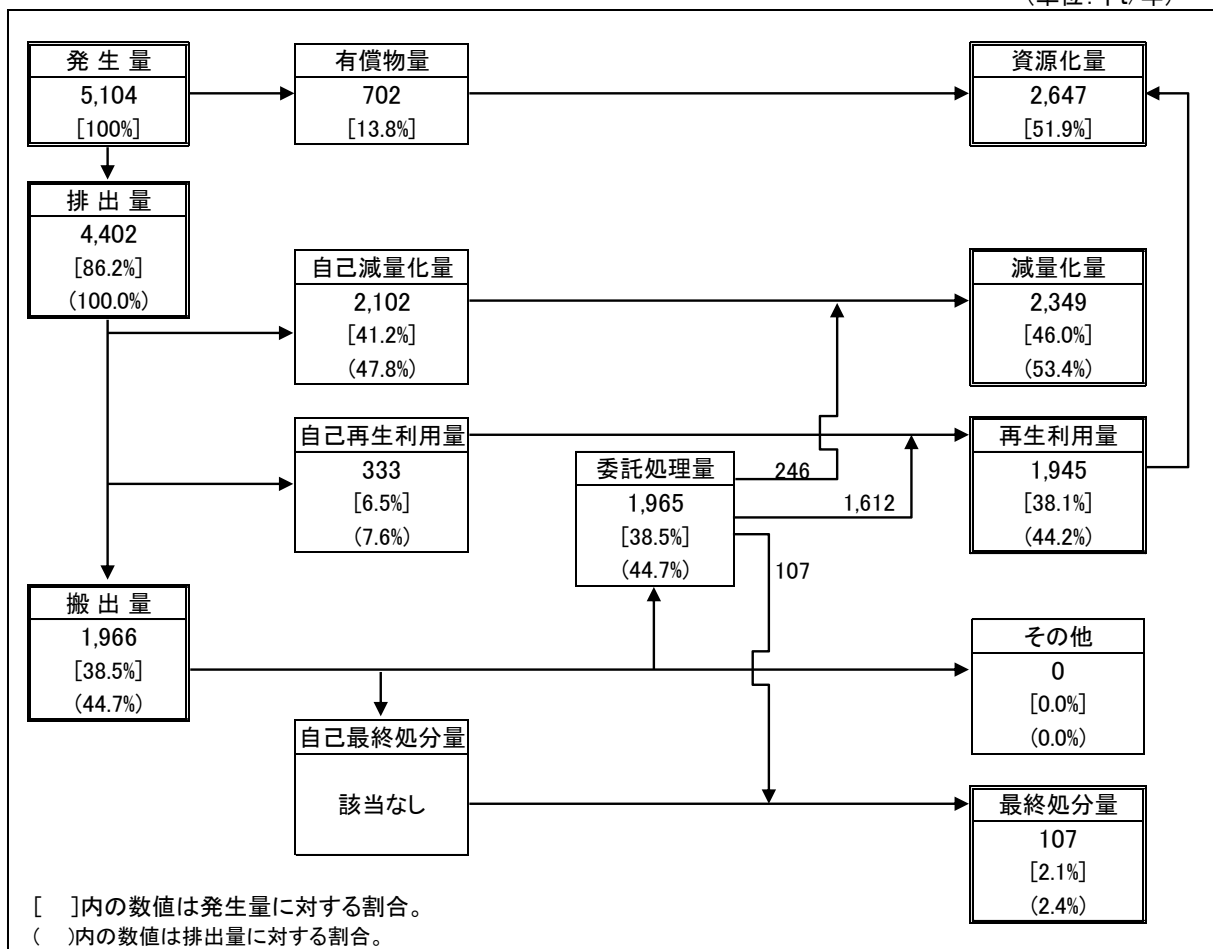 発 生 量
5,104
[100%]
有償物量
702
[13.8%]
資源化量
2,647
[51.9%]
排 出 量
4,402
[86.2%]
(100.0%)
自己減量化量
2,102
[41.2%]
(47.8%)
減量化量
2,349
[46.0%]
(53.4%)
自己再生利用量
333
[6.5%]
(7.6%)
委託処理量
1,965
[38.5%]
(44.7%)
246
1,612
107
再生利用量
1,945
[38.1%]
(44.2%)
搬 出 量
1,966
[38.5%]
(44.7%)
その他
0
[0.0%]
(0.0%)
自己最終処分量
該当なし
最終処分量
107
[2.1%]
(2.4%)
[　]内の数値は発生量に対する割合。
(　)内の数値は排出量に対する割合。